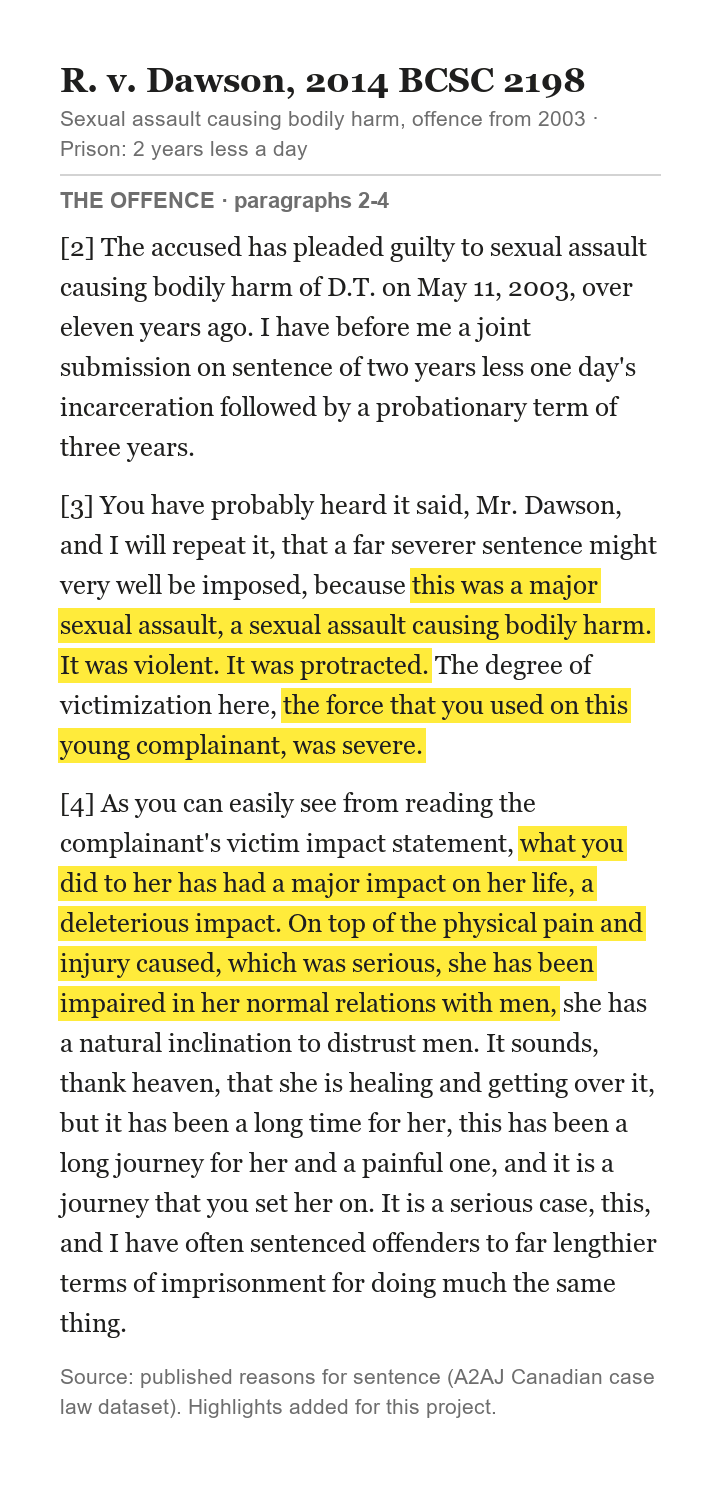 R. v. Dawson, 2014 BCSC 2198
Sexual assault causing bodily harm, offence from 2003 ·
Prison: 2 years less a day
THE OFFENCE · paragraphs 2-4
[2] The accused has pleaded guilty to sexual assault
causing bodily harm of D.T. on May 11, 2003, over
eleven years ago. I have before me a joint
submission on sentence of two years less one day's
incarceration followed by a probationary term of
three years.
[3] You have probably heard it said, Mr. Dawson,
and I will repeat it, that a far severer sentence might
very well be imposed, because this was a major
sexual assault, a sexual assault causing bodily harm.
It was violent. It was protracted. The degree of
victimization here, the force that you used on this
young complainant, was severe.
[4] As you can easily see from reading the
complainant's victim impact statement, what you
did to her has had a major impact on her life, a
deleterious impact. On top of the physical pain and
injury caused, which was serious, she has been
impaired in her normal relations with men, she has
a natural inclination to distrust men. It sounds,
thank heaven, that she is healing and getting over it,
but it has been a long time for her, this has been a
long journey for her and a painful one, and it is a
journey that you set her on. It is a serious case, this,
and I have often sentenced offenders to far lengthier
terms of imprisonment for doing much the same
thing.
Source: published reasons for sentence (A2AJ Canadian case
law dataset). Highlights added for this project.